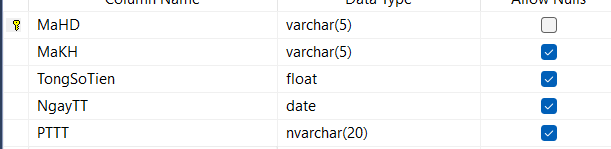 Column Name Data Type Allow Nulls
MaHD varchar(5)
MaKH varchar(5)
TongSoTien float
NgayTT date
PTTT nvarchar(20)